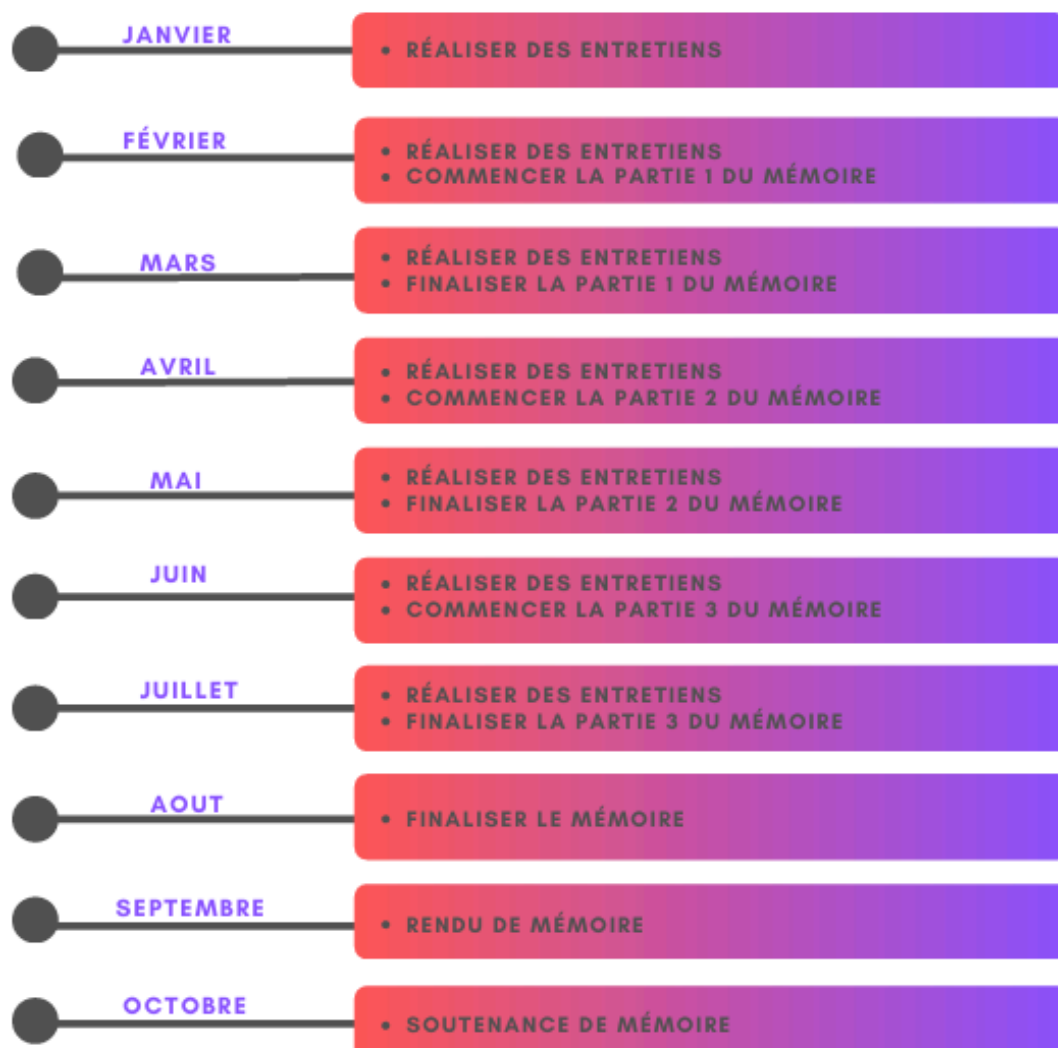 JANVIER
• RÉALISER DES ENTRETIENS
FÉVRIER
• RÉALISER DES ENTRETIENS
• COMMENCER LA PARTIE 1 DU MÉMOIRE
MARS
• RÉALISER DES ENTRETIENS
• FINALISER LA PARTIE 1 DU MÉMOIRE
AVRIL
• RÉALISER DES ENTRETIENS
• COMMENCER LA PARTIE 2 DU MÉMOIRE
MAI
• RÉALISER DES ENTRETIENS
• FINALISER LA PARTIE 2 DU MÉMOIRE
JUIN
• RÉALISER DES ENTRETIENS
• COMMENCER LA PARTIE 3 DU MÉMOIRE
JUILLET
• RÉALISER DES ENTRETIENS
• FINALISER LA PARTIE 3 DU MÉMOIRE
AOUT
• FINALISER LE MÉMOIRE
SEPTEMBRE
• RENDU DE MÉMOIRE
OCTOBRE
• SOUTENANCE DE MÉMOIRE